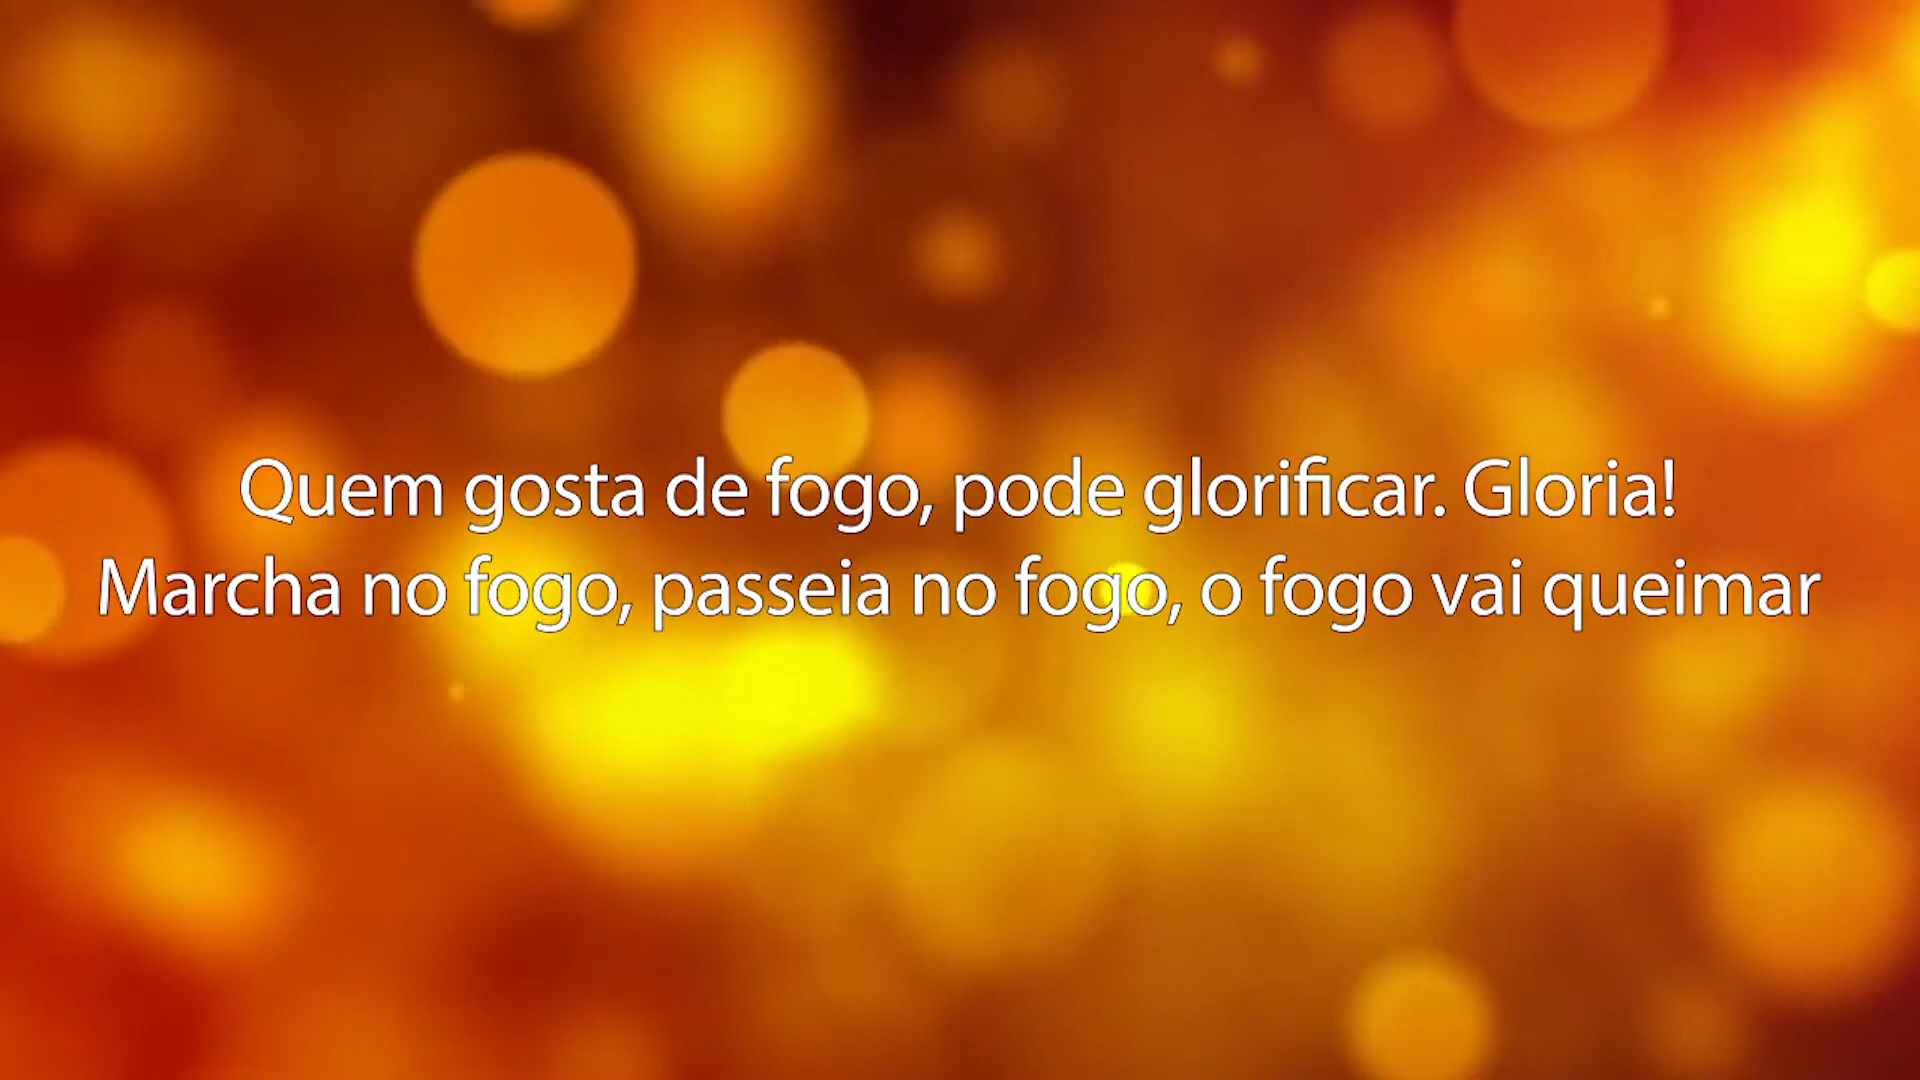 Quem gosta de fogo, pode glorificar. Gloria!
Marcha no fogo, passeia no fogo, o fogo vai queimar